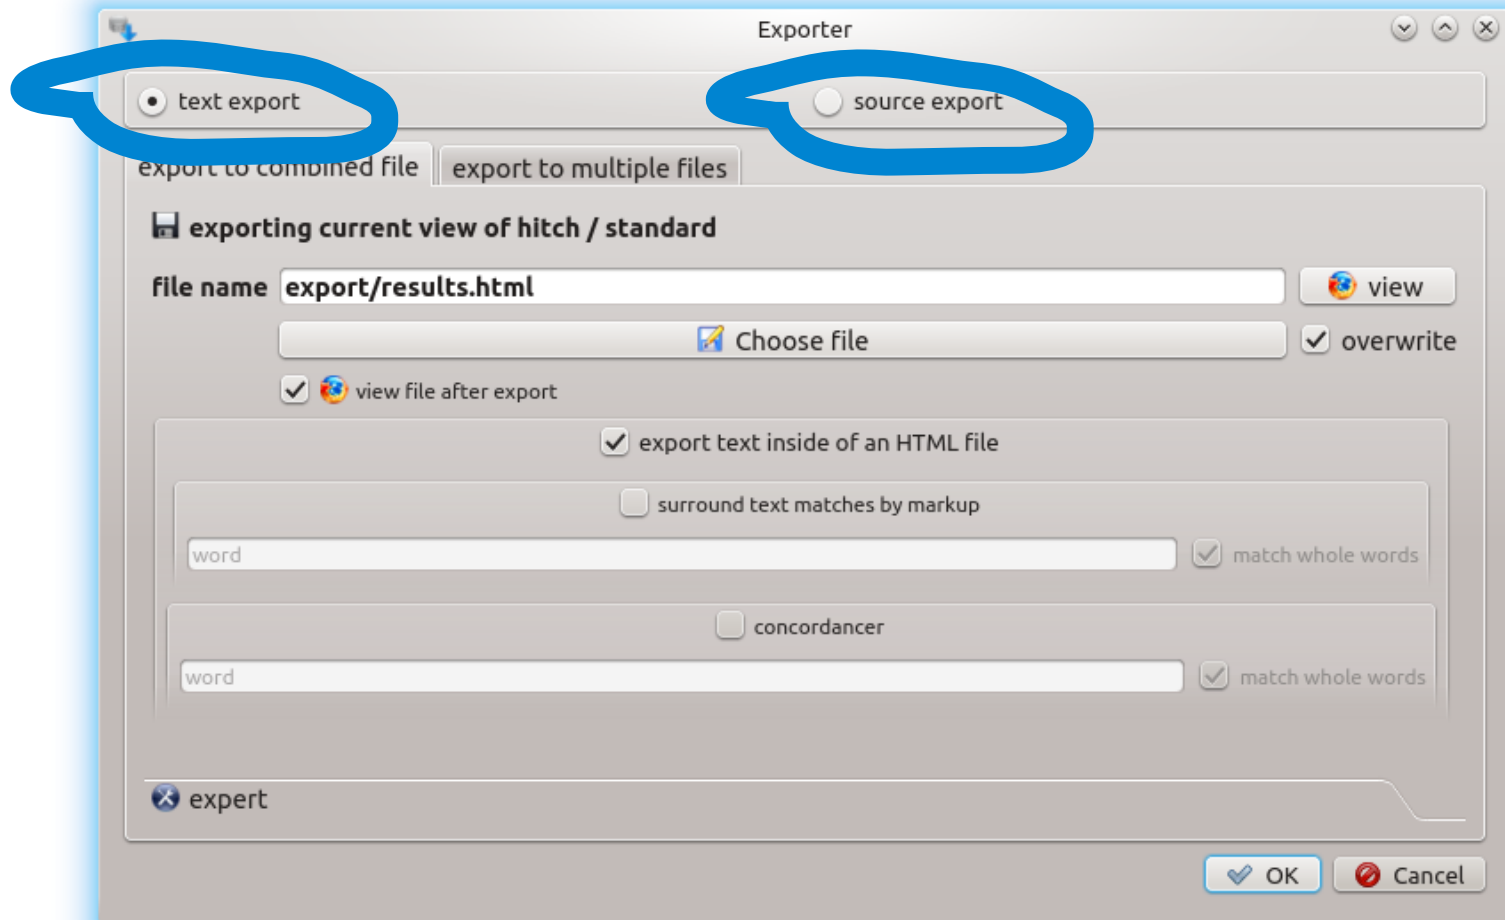 Exporter
text export source export
export to combined file export to multiple files
exporting current view of hitch / standard
file name export/results.html view
Choose file overwrite
view file after export
export text inside of an HTML file
surround text matches by markup
word match whole words
concordancer
word match whole words
expert
OK Cancel